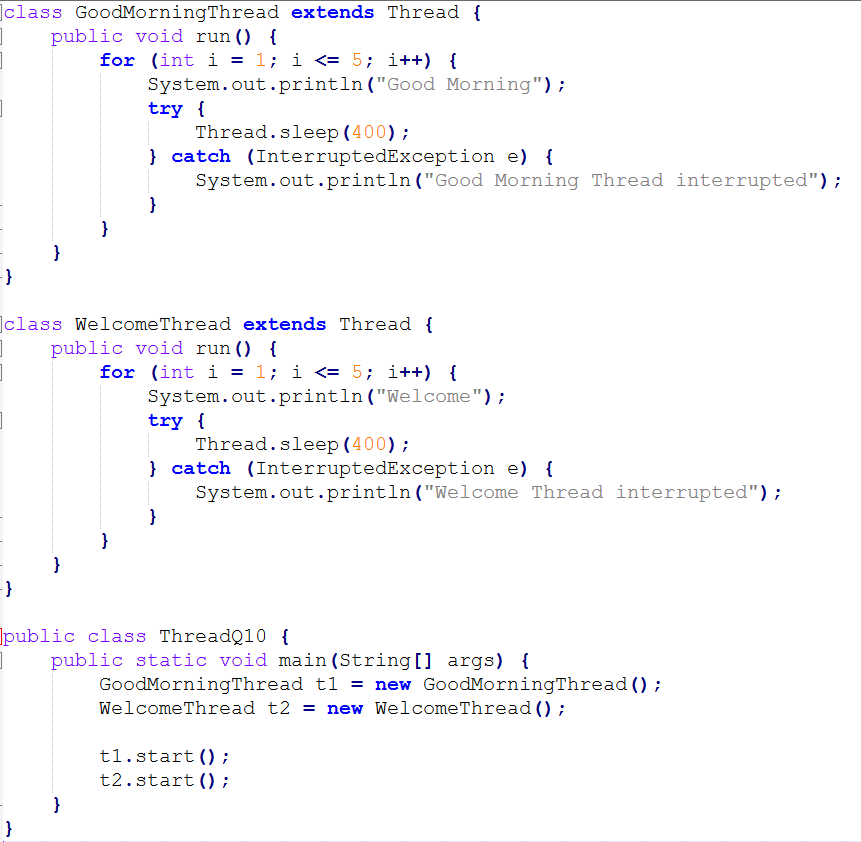 class GoodMorningThread extends Thread {
    public void run() {
        for (int i = 1; i <= 5; i++) {
            System.out.println("Good Morning");
            try {
                Thread.sleep(400);
            } catch (InterruptedException e) {
                System.out.println("Good Morning Thread interrupted");
            }
        }
    }
}

class WelcomeThread extends Thread {
    public void run() {
        for (int i = 1; i <= 5; i++) {
            System.out.println("Welcome");
            try {
                Thread.sleep(400);
            } catch (InterruptedException e) {
                System.out.println("Welcome Thread interrupted");
            }
        }
    }
}

public class ThreadQ10 {
    public static void main(String[] args) {
        GoodMorningThread t1 = new GoodMorningThread();
        WelcomeThread t2 = new WelcomeThread();

        t1.start();
        t2.start();
    }
}